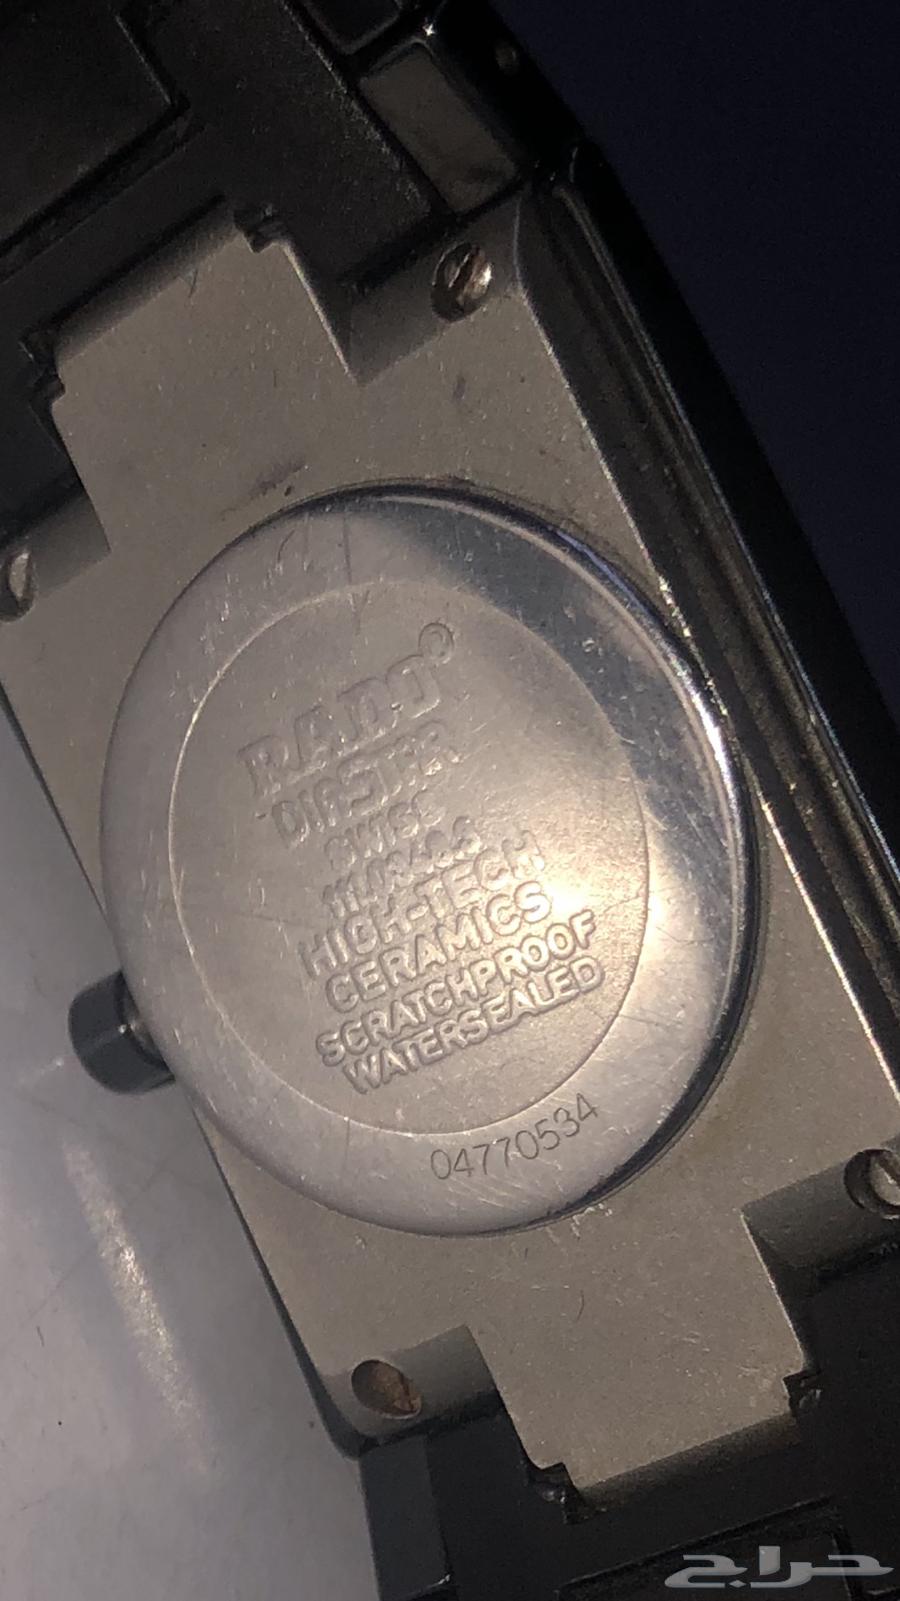 RADO®
DIASTAR
SWISS
HIGH-TECH
CERAMICS
SCRATCHPROOF
WATERSEALED
04770534
حراج